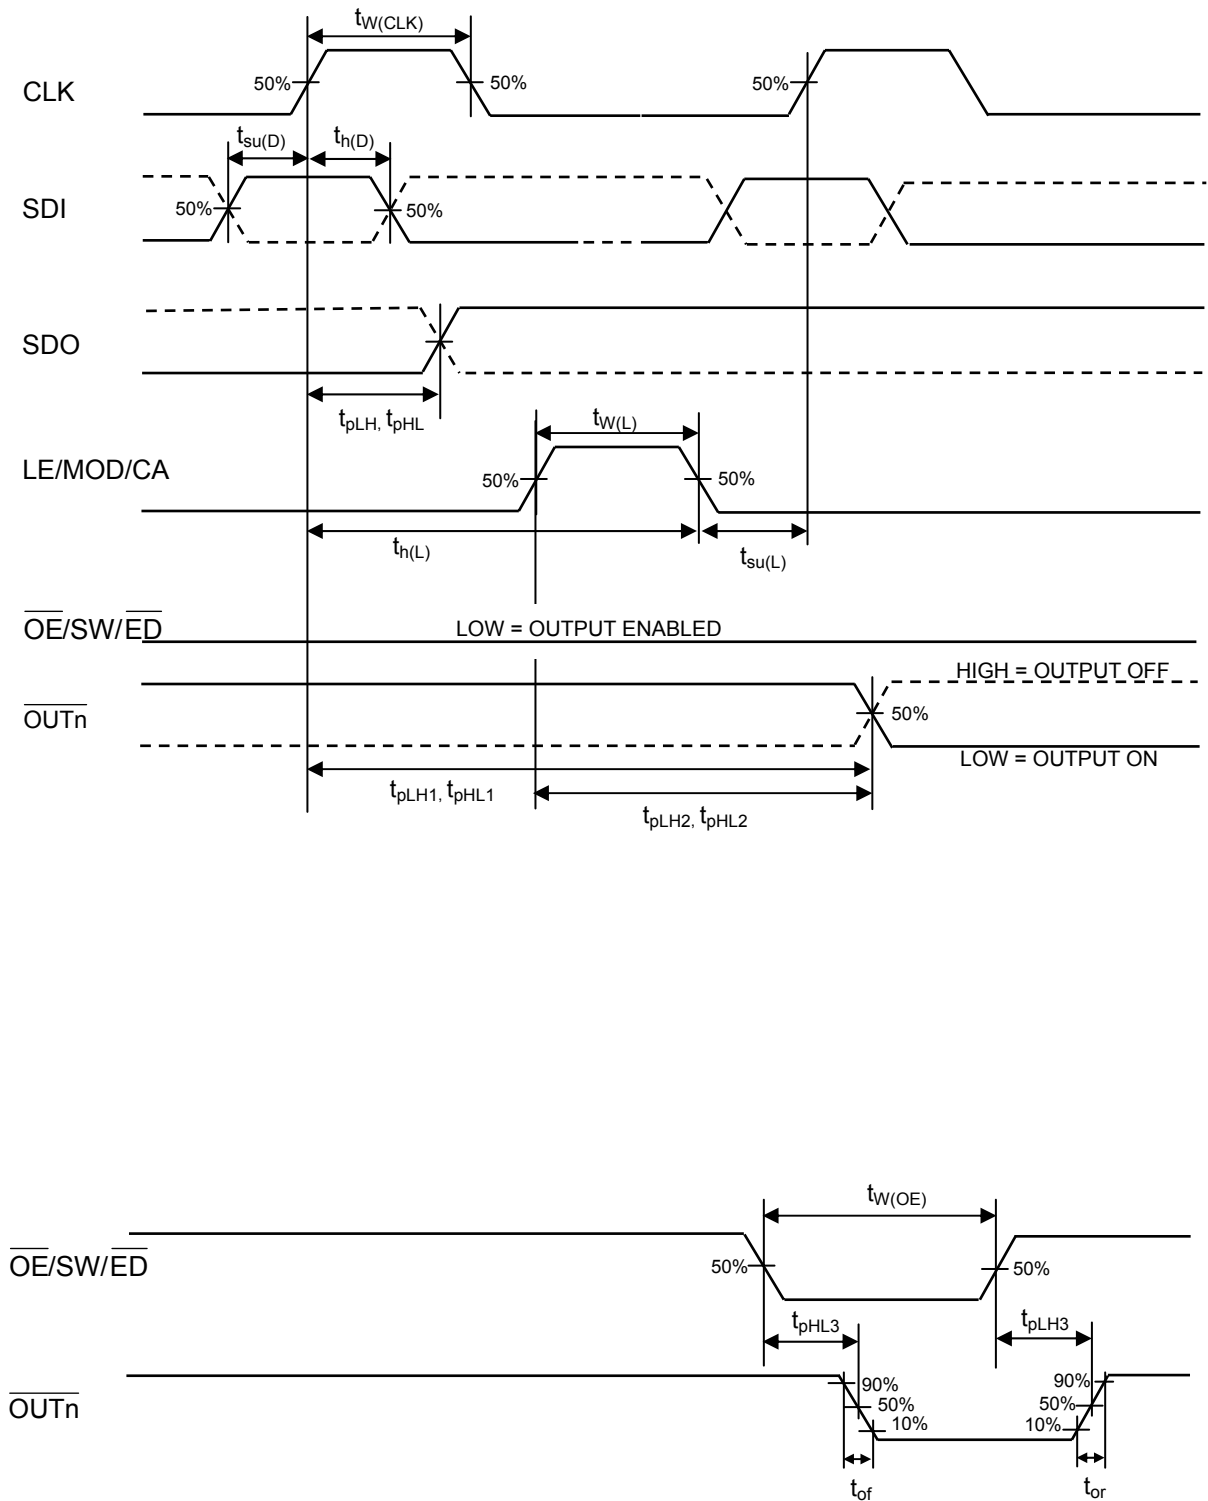 tW(CLK)
CLK
50%
50%
50%
tsu(D)
th(D)
SDI
50%
50%
SDO
tpLH, tpHL
tW(L)
LE/MOD/CA
50%
50%
th(L)
tsu(L)
OE/SW/ED
LOW = OUTPUT ENABLED
HIGH = OUTPUT OFF
OUTn
50%
LOW = OUTPUT ON
tpLH1, tpHL1
tpLH2, tpHL2
tW(OE)
OE/SW/ED
50%
50%
tpHL3
tpLH3
OUTn
90%
50%
10%
90%
50%
10%
tof
tor